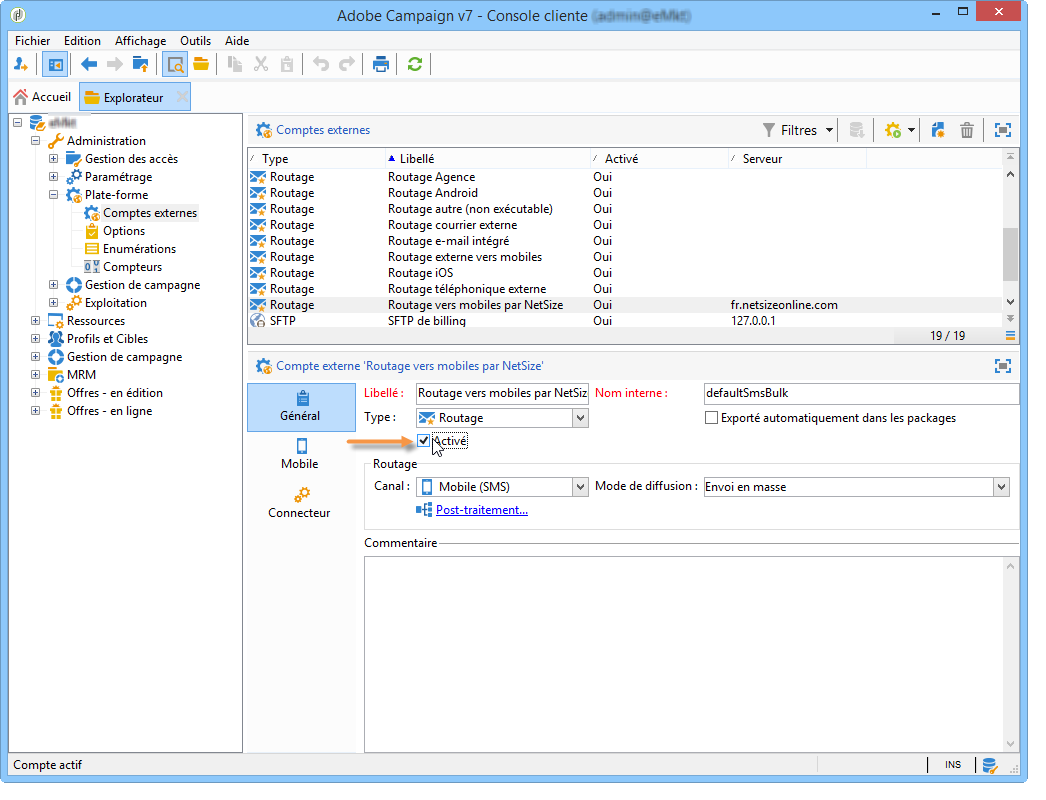 Adobe Campaign v7 - Console cliente
Fichier Edition Affichage Outils Aide
Accueil Explorateur
Administration
Gestion des accès
Paramétrage
Plate-forme
Comptes externes
Options
Enumérations
Compteurs
Gestion de campagne
Exploitation
Ressources
Profils et Cibles
Gestion de campagne
MRM
Offres - en édition
Offres - en ligne
Comptes externes Filtres
Type Libellé Activé Serveur
Routage Routage Agence Oui
Routage Routage Android Oui
Routage Routage autre (non exécutable) Oui
Routage Routage courrier externe Oui
Routage Routage e-mail intégré Oui
Routage Routage externe vers mobiles Oui
Routage Routage iOS Oui
Routage Routage téléphonique externe Oui
Routage Routage vers mobiles par NetSize Oui fr.netsizeonline.com
SFTP SFTP de billing Oui 127.0.0.1
19 / 19
Compte externe 'Routage vers mobiles par NetSize'
Général
Mobile
Connecteur
Libellé : Routage vers mobiles par NetSiz Nom interne : defaultSmsBulk
Type : Routage Exporté automatiquement dans les packages
Activé
Routage
Canal : Mobile (SMS) Mode de diffusion : Envoi en masse
Post-traitement...
Commentaire
Compte actif INS